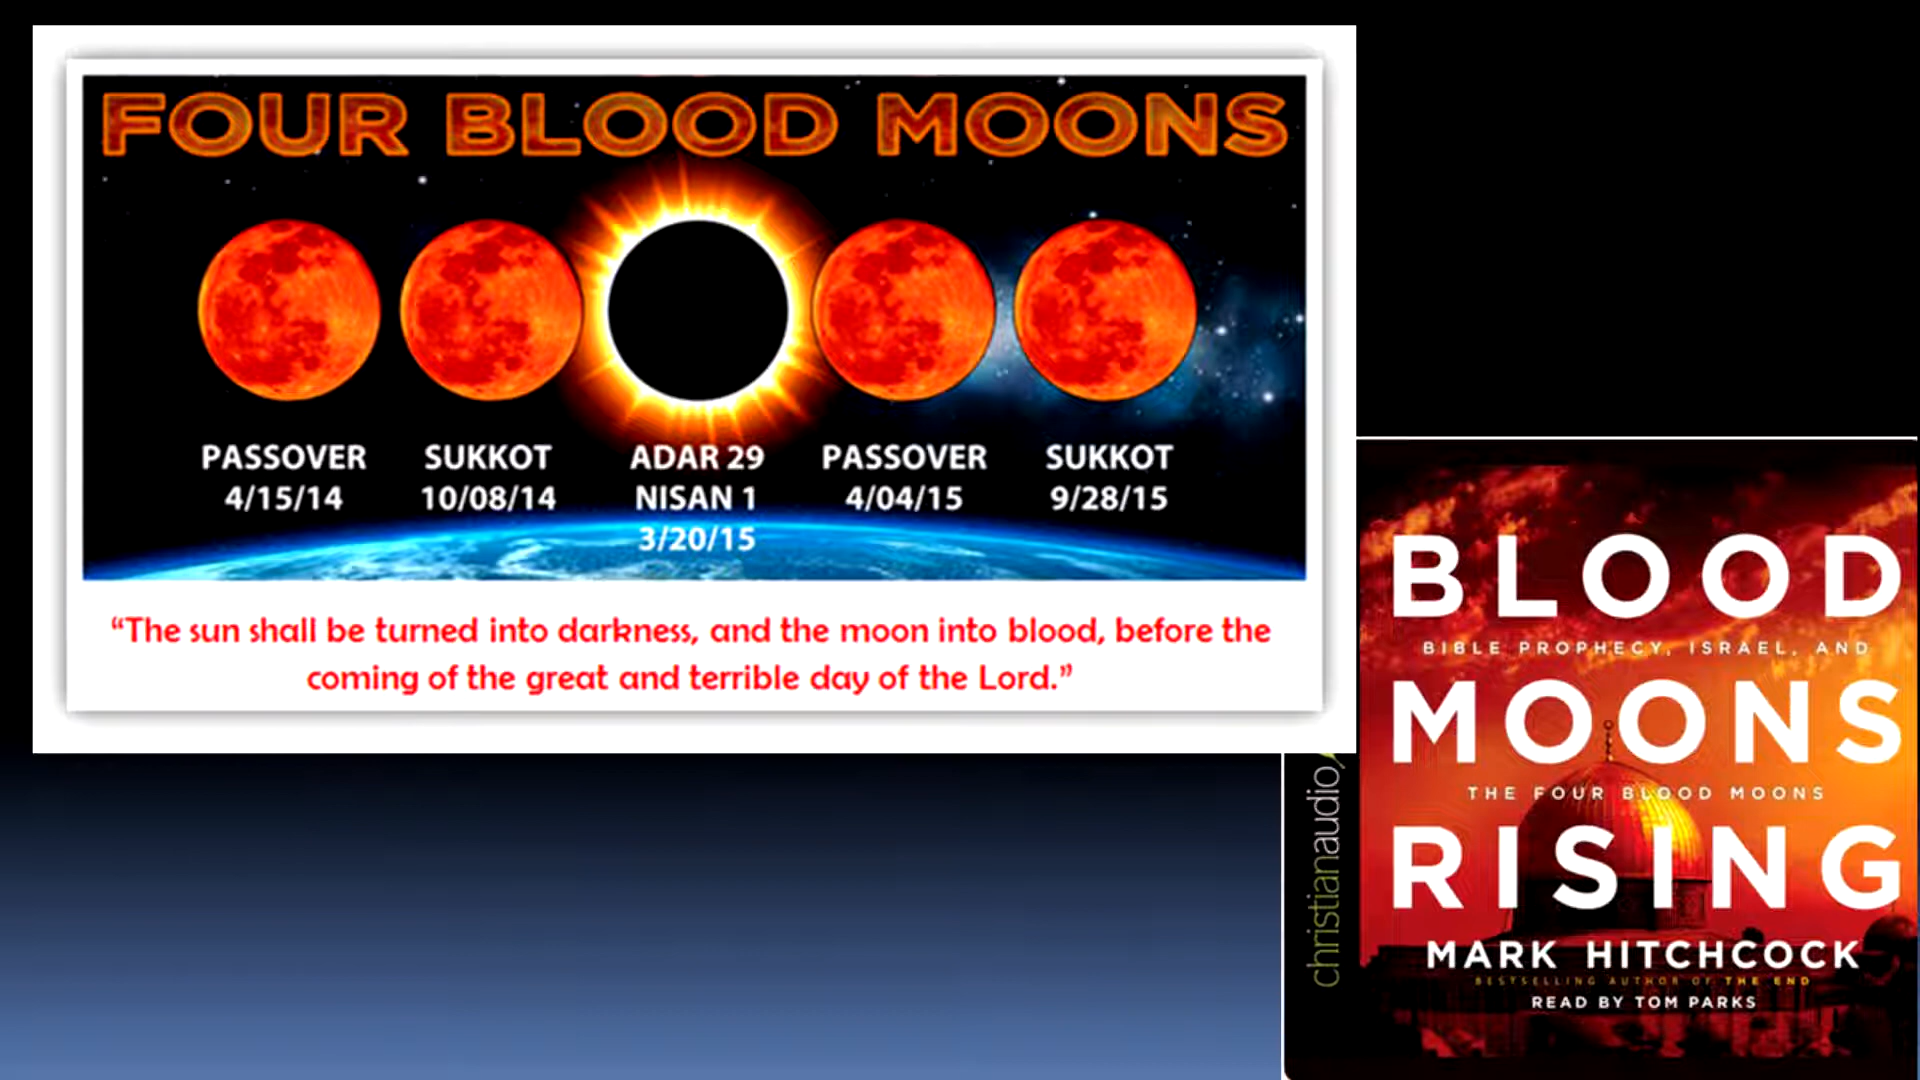 FOUR BLOOD MOONS
PASSOVER
4/15/14
SUKKOT
10/08/14
ADAR 29
NISAN 1
3/20/15
PASSOVER
4/04/15
SUKKOT
9/28/15
“The sun shall be turned into darkness, and the moon into blood, before the
coming of the great and terrible day of the Lord.”
christianaudio
BLOOD
BIBLE PROPHECY, ISRAEL, AND
MOONS
THE FOUR BLOOD MOONS
RISING
MARK HITCHCOCK
BESTSELLING AUTHOR OF THE END
READ BY TOM PARKS